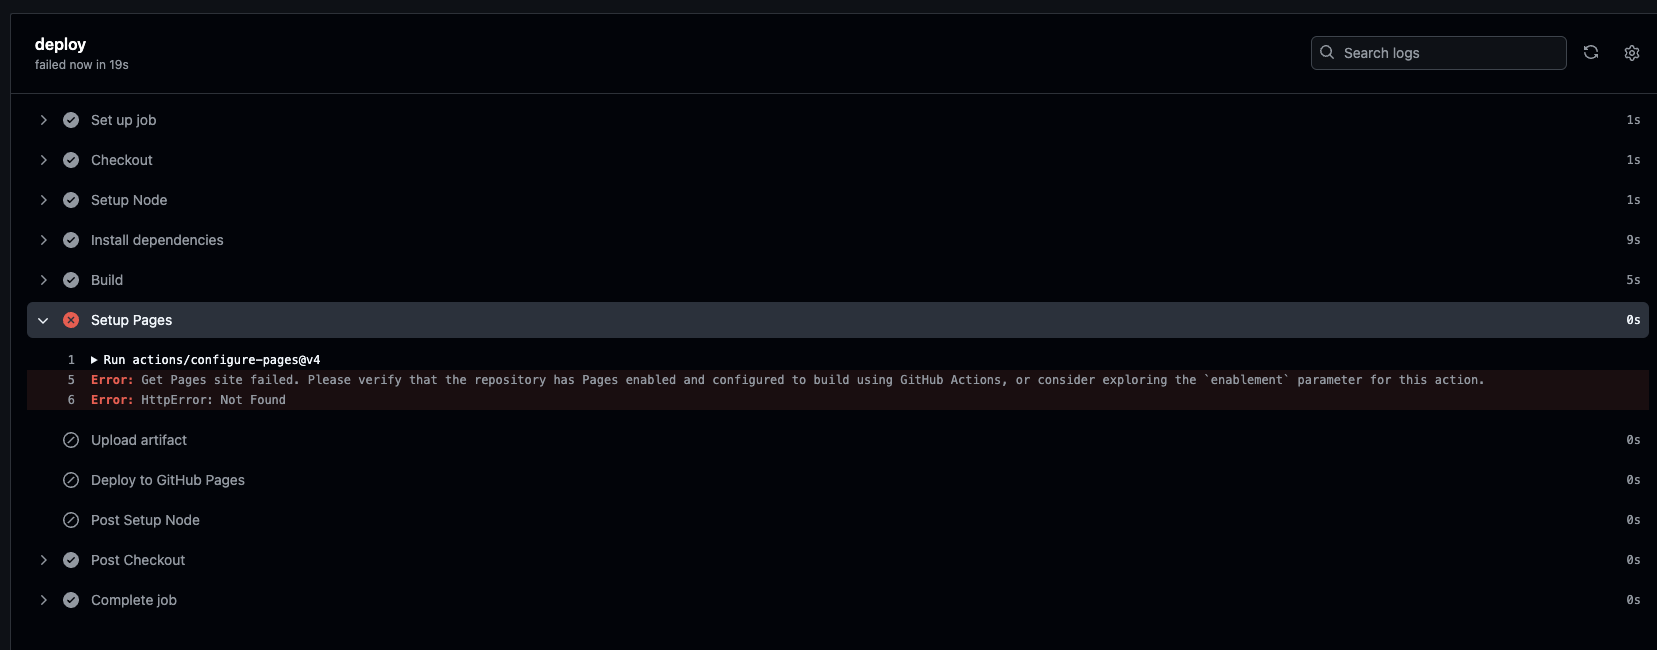 deploy
failed now in 19s
Search logs
Set up job 1s
Checkout 1s
Setup Node 1s
Install dependencies 9s
Build 5s
Setup Pages 0s
1 Run actions/configure-pages@v4
5 Error: Get Pages site failed. Please verify that the repository has Pages enabled and configured to build using GitHub Actions, or consider exploring the `enablement` parameter for this action.
6 Error: HttpError: Not Found
Upload artifact 0s
Deploy to GitHub Pages 0s
Post Setup Node 0s
Post Checkout 0s
Complete job 0s